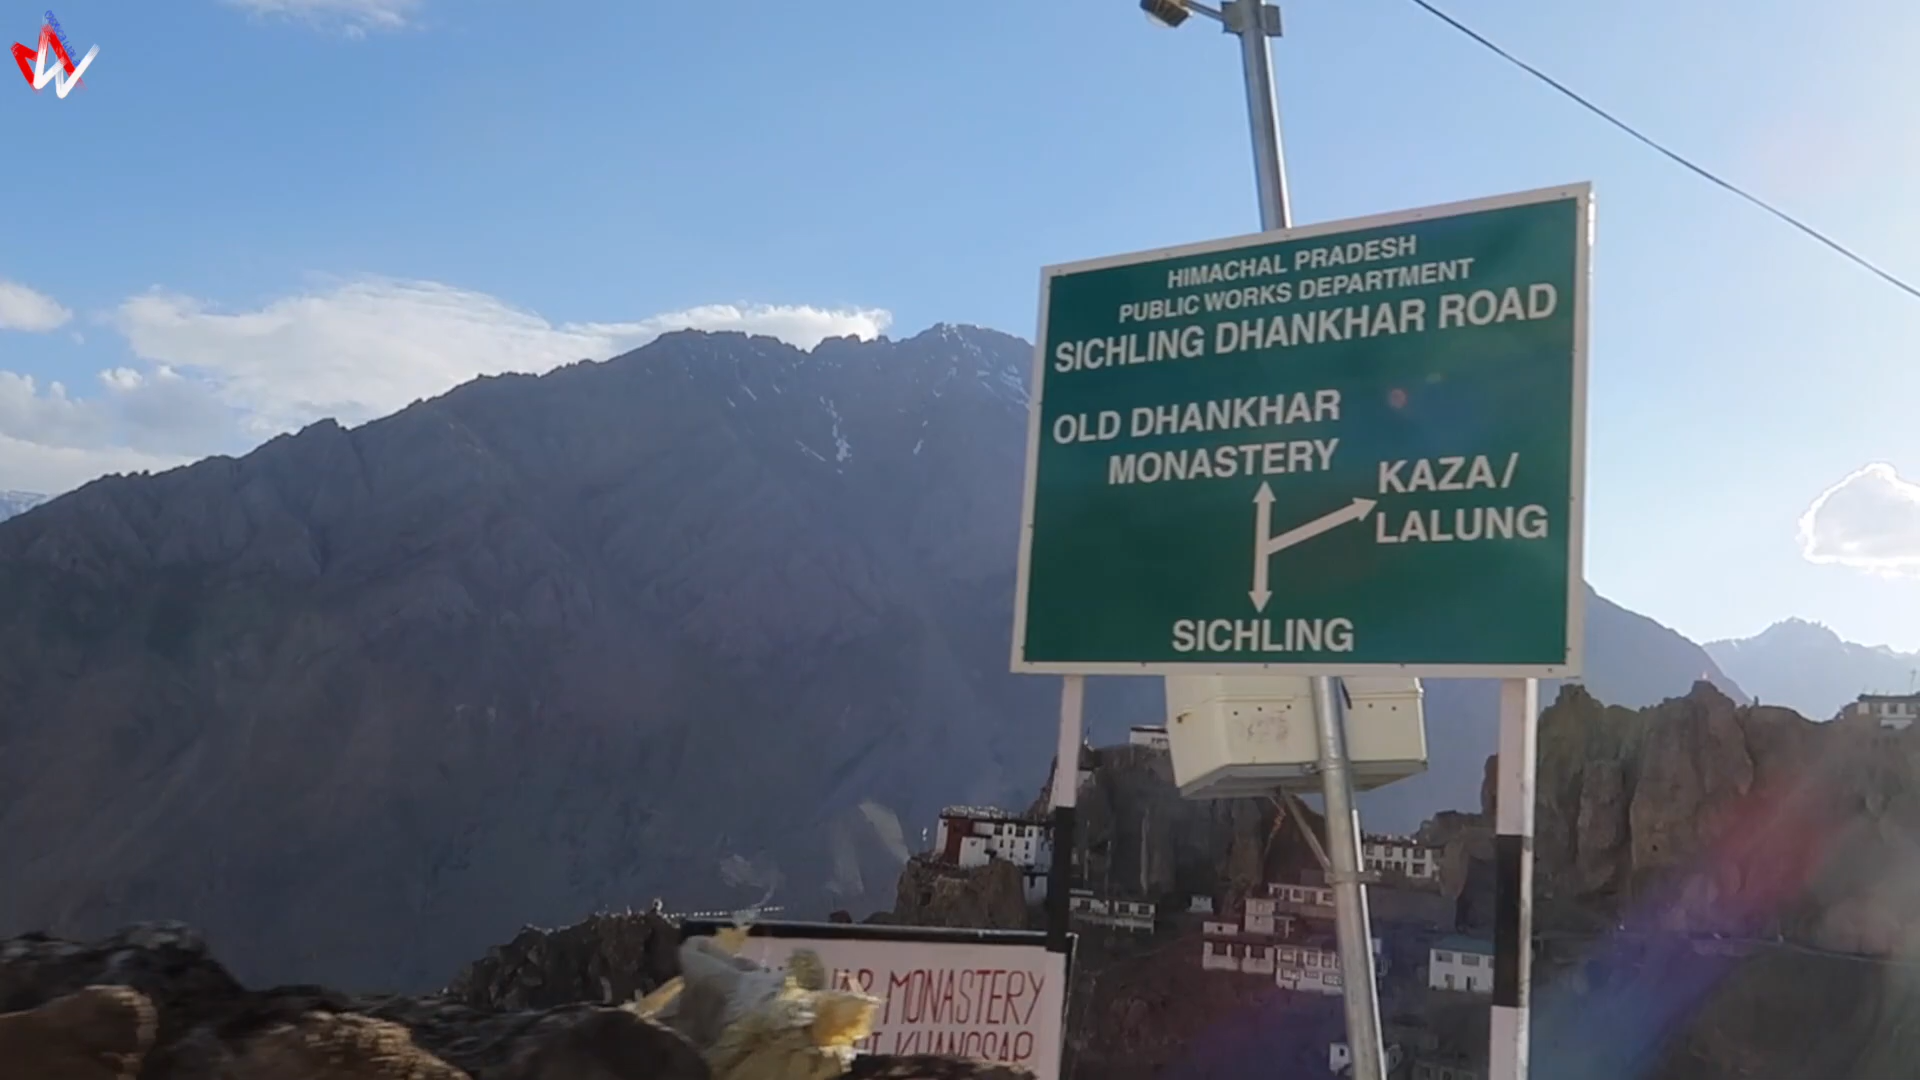 HIMACHAL PRADESH
PUBLIC WORKS DEPARTMENT
SICHLING DHANKHAR ROAD
OLD DHANKHAR
MONASTERY
KAZA/
LALUNG
SICHLING
MONASTERY